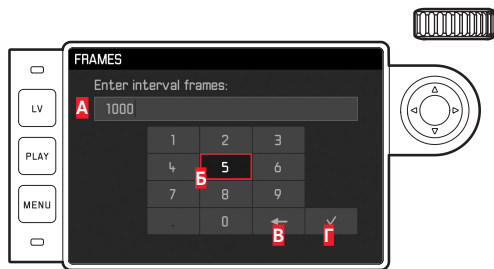 FRAMES
Enter interval frames:
А 1000
LV
PLAY
MENU
1 2 3
4 5 6
Б
7 8 9
. 0 ← ✓
В Г